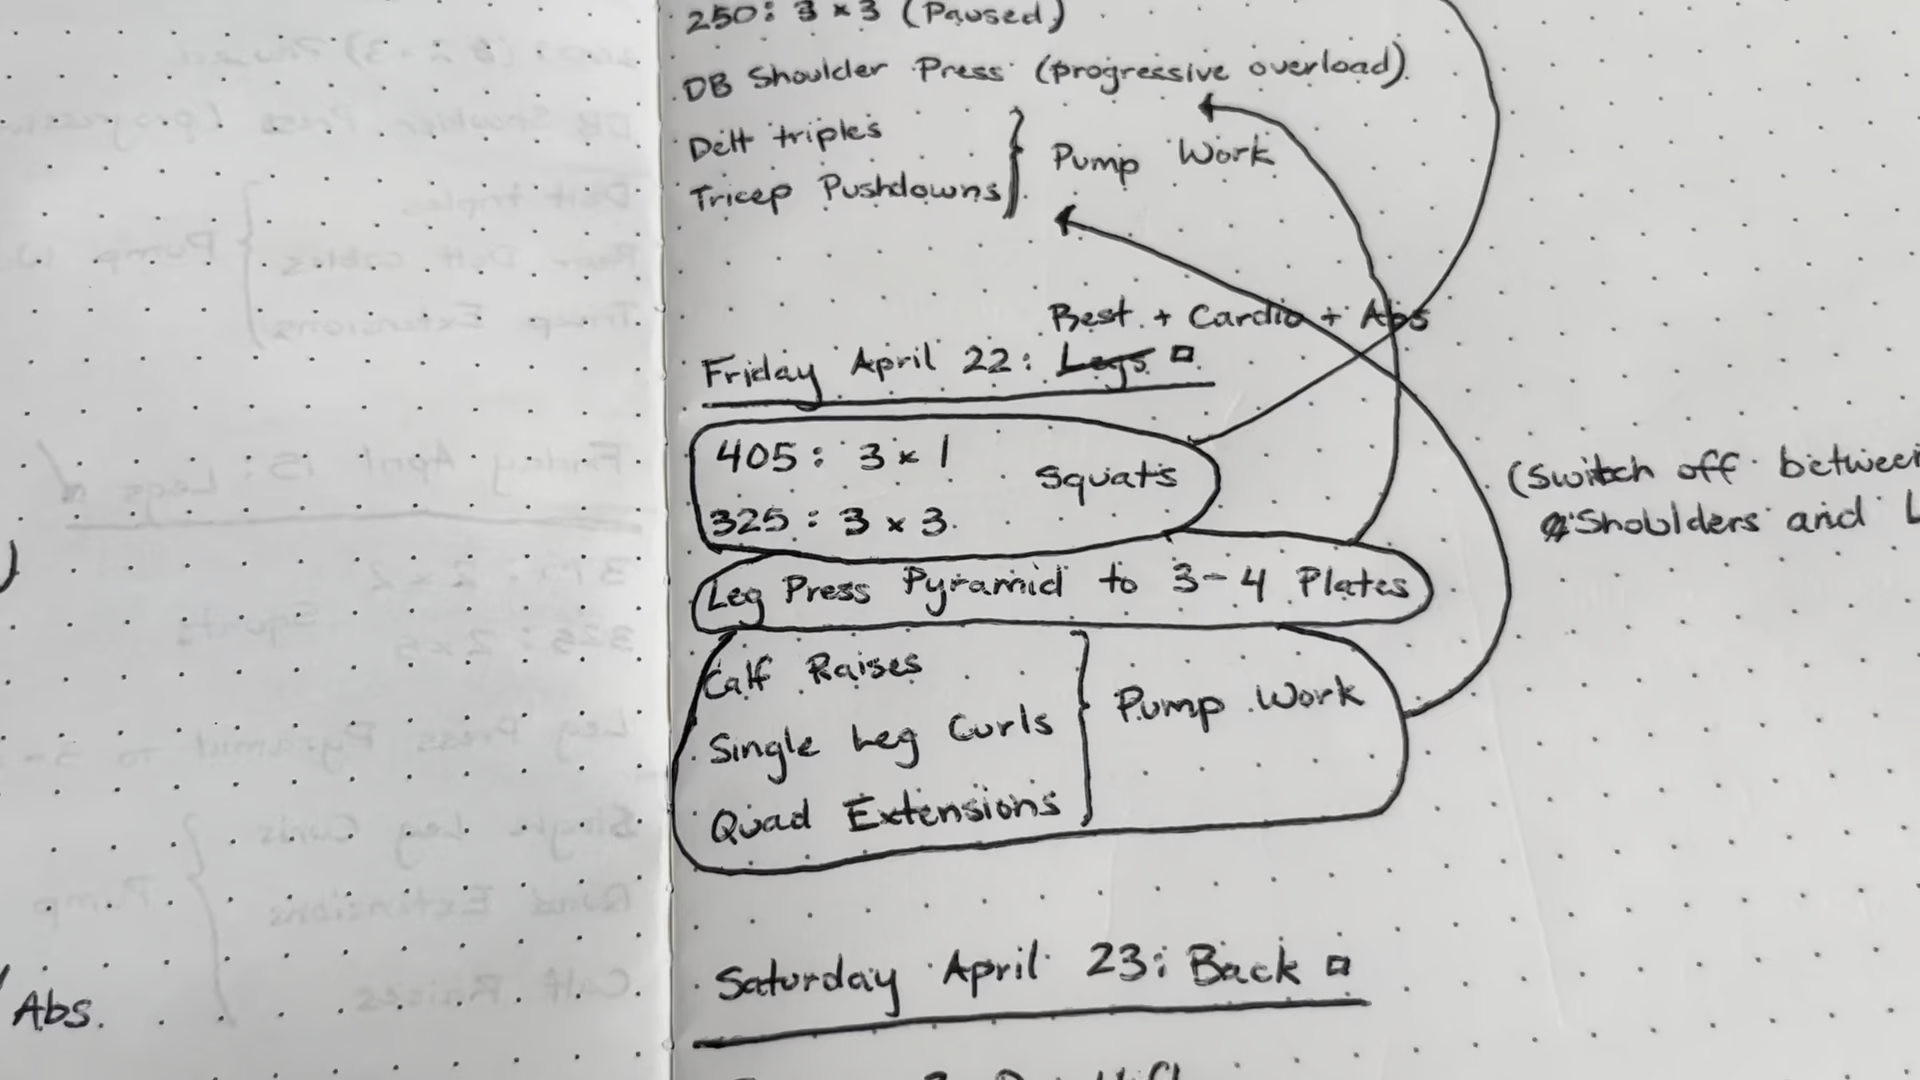 250: 3 x 3 (Paused)
DB Shoulder Press (progressive overload)
Delt triples
Tricep Pushdowns
Pump Work
Rest + Cardio + Abs
Friday April 22: Legs
405: 3 x 1
Squats
325: 3 x 3
(Switch off between
Shoulders and L
Leg Press Pyramid to 3-4 Plates
Calf Raises
Single Leg Curls
Quad Extensions
Pump Work
Saturday April 23: Back
Abs.